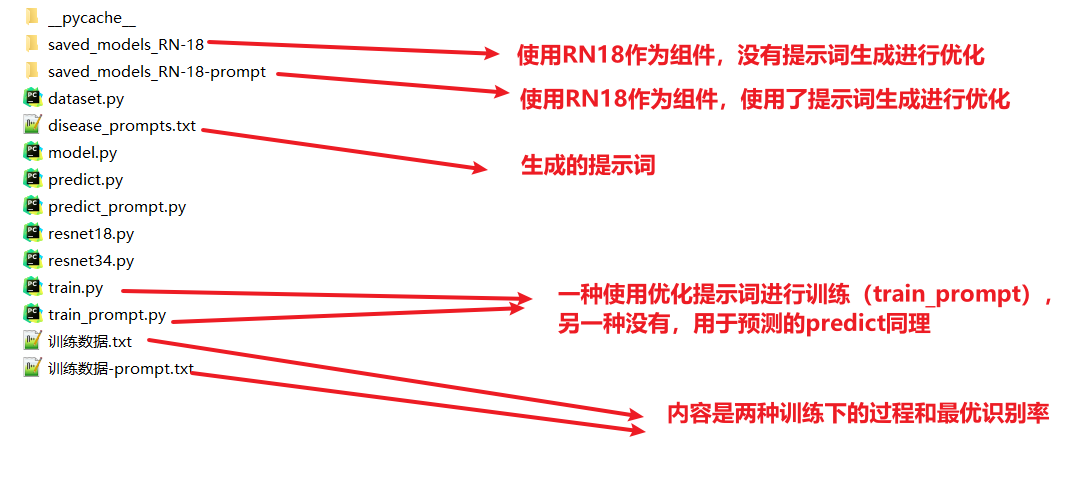 __pycache__
saved_models_RN-18
使用RN18作为组件，没有提示词生成进行优化
saved_models_RN-18-prompt
使用RN18作为组件，使用了提示词生成进行优化
dataset.py
disease_prompts.txt
生成的提示词
model.py
predict.py
predict_prompt.py
resnet18.py
resnet34.py
train.py
一种使用优化提示词进行训练（train_prompt），
train_prompt.py
另一种没有，用于预测的predict同理
训练数据.txt
训练数据-prompt.txt
内容是两种训练下的过程和最优识别率